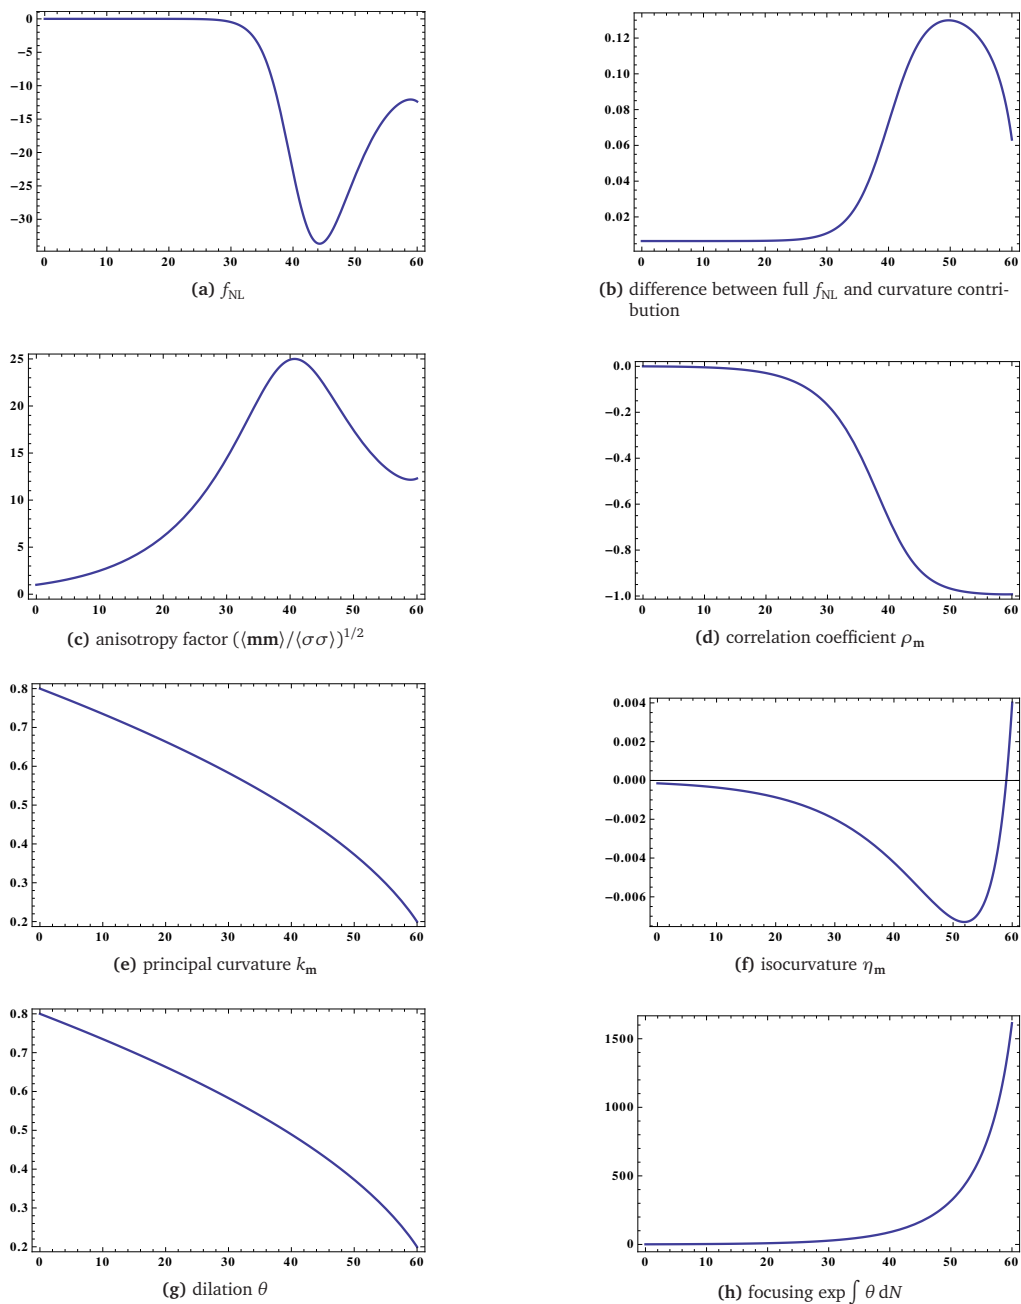 0
−5
−10
−15
−20
−25
−30
0 10 20 30 40 50 60
(a) fNL
0.12
0.10
0.08
0.06
0.04
0.02
0 10 20 30 40 50 60
(b) difference between full fNL and curvature contri-
bution
25
20
15
10
5
0
0 10 20 30 40 50 60
(c) anisotropy factor (⟨mm⟩/⟨σσ⟩)^1/2
0.0
−0.2
−0.4
−0.6
−0.8
−1.0
0 10 20 30 40 50 60
(d) correlation coefficient ρm
0.8
0.7
0.6
0.5
0.4
0.3
0.2
0 10 20 30 40 50 60
(e) principal curvature km
0.004
0.002
0.000
−0.002
−0.004
−0.006
0 10 20 30 40 50 60
(f) isocurvature ηm
0.8
0.7
0.6
0.5
0.4
0.3
0.2
0 10 20 30 40 50 60
(g) dilation θ
1500
1000
500
0
0 10 20 30 40 50 60
(h) focusing exp ∫ θ dN